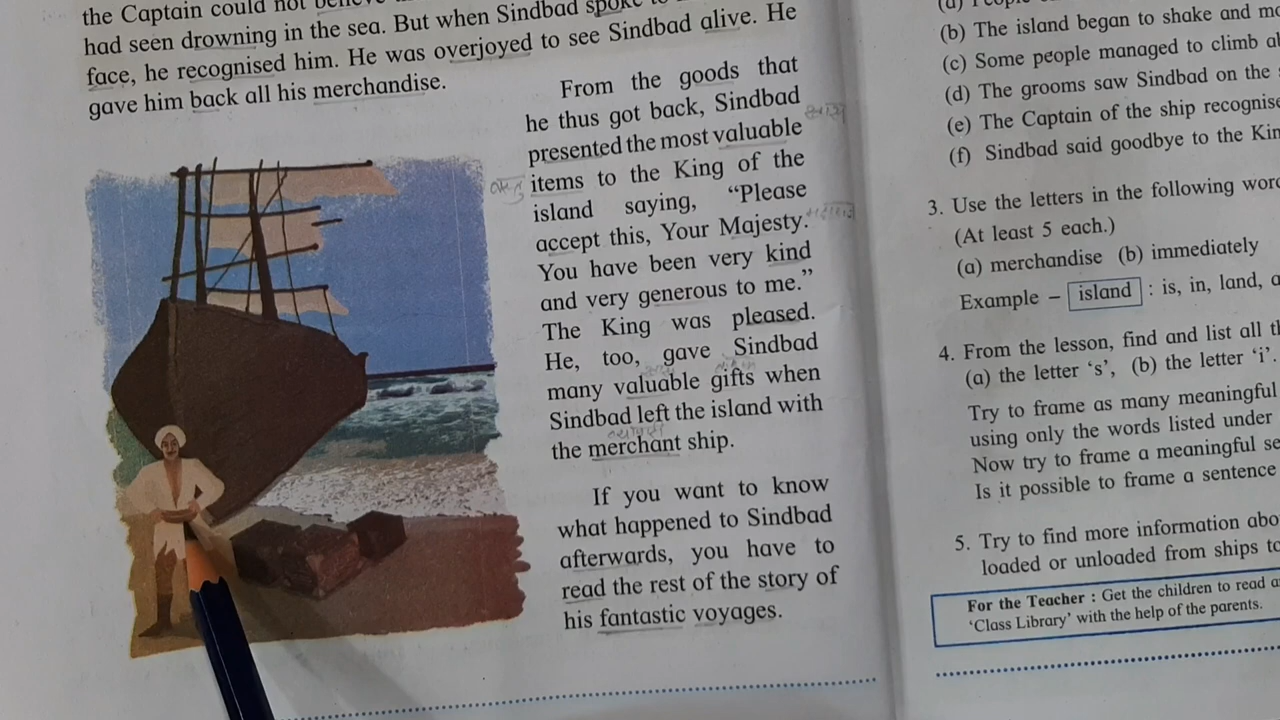 the Captain could not believe
had seen drowning in the sea. But when Sindbad spoke to
face, he recognised him. He was overjoyed to see Sindbad alive. He
gave him back all his merchandise.
From the goods that
he thus got back, Sindbad
presented the most valuable
items to the King of the
island saying, “Please
accept this, Your Majesty.
You have been very kind
and very generous to me.”
The King was pleased.
He, too, gave Sindbad
many valuable gifts when
Sindbad left the island with
the merchant ship.
If you want to know
what happened to Sindbad
afterwards, you have to
read the rest of the story of
his fantastic voyages.
(a) People
(b) The island began to shake and
(c) Some people managed to climb
(d) The grooms saw Sindbad on the
(e) The Captain of the ship
(f) Sindbad said goodbye to the
3. Use the letters in the following
(At least 5 each.)
(a) merchandise (b) immediately
Example – island : is, in, land,
4. From the lesson, find and list all
(a) the letter ‘s’, (b) the letter ‘i’.
Try to frame as many meaningful
using only the words listed under
Now try to frame a meaningful
Is it possible to frame a sentence
5. Try to find more information
loaded or unloaded from ships
For the Teacher : Get the children to read
‘Class Library’ with the help of the parents.